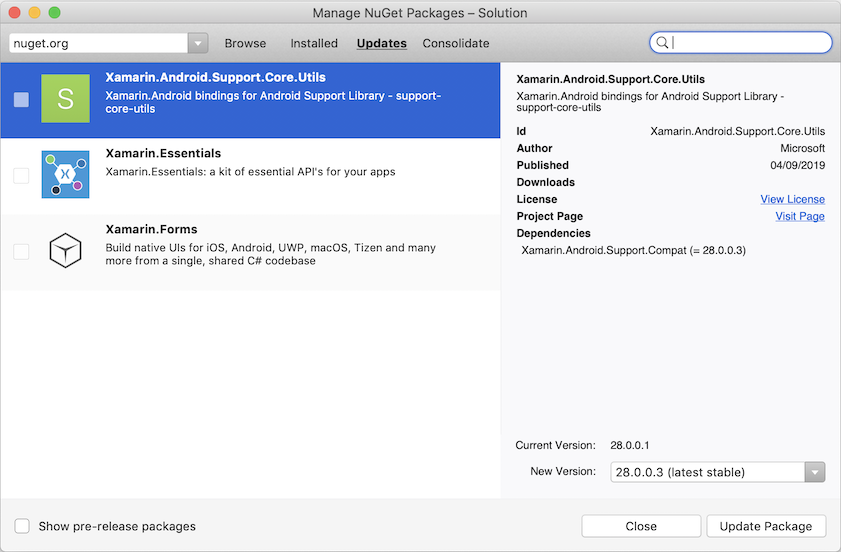 Manage NuGet Packages – Solution
nuget.org
Browse
Installed
Updates
Consolidate
S
Xamarin.Android.Support.Core.Utils
Xamarin.Android bindings for Android Support Library - support-
core-utils
Xamarin.Essentials
Xamarin.Essentials: a kit of essential API's for your apps
Xamarin.Forms
Build native UIs for iOS, Android, UWP, macOS, Tizen and many
more from a single, shared C# codebase
Xamarin.Android.Support.Core.Utils
Xamarin.Android bindings for Android Support Library -
support-core-utils
Id Xamarin.Android.Support.Core.Utils
Author Microsoft
Published 04/09/2019
Downloads
License View License
Project Page Visit Page
Dependencies
Xamarin.Android.Support.Compat (= 28.0.0.3)
Current Version: 28.0.0.1
New Version: 28.0.0.3 (latest stable)
Show pre-release packages
Close
Update Package